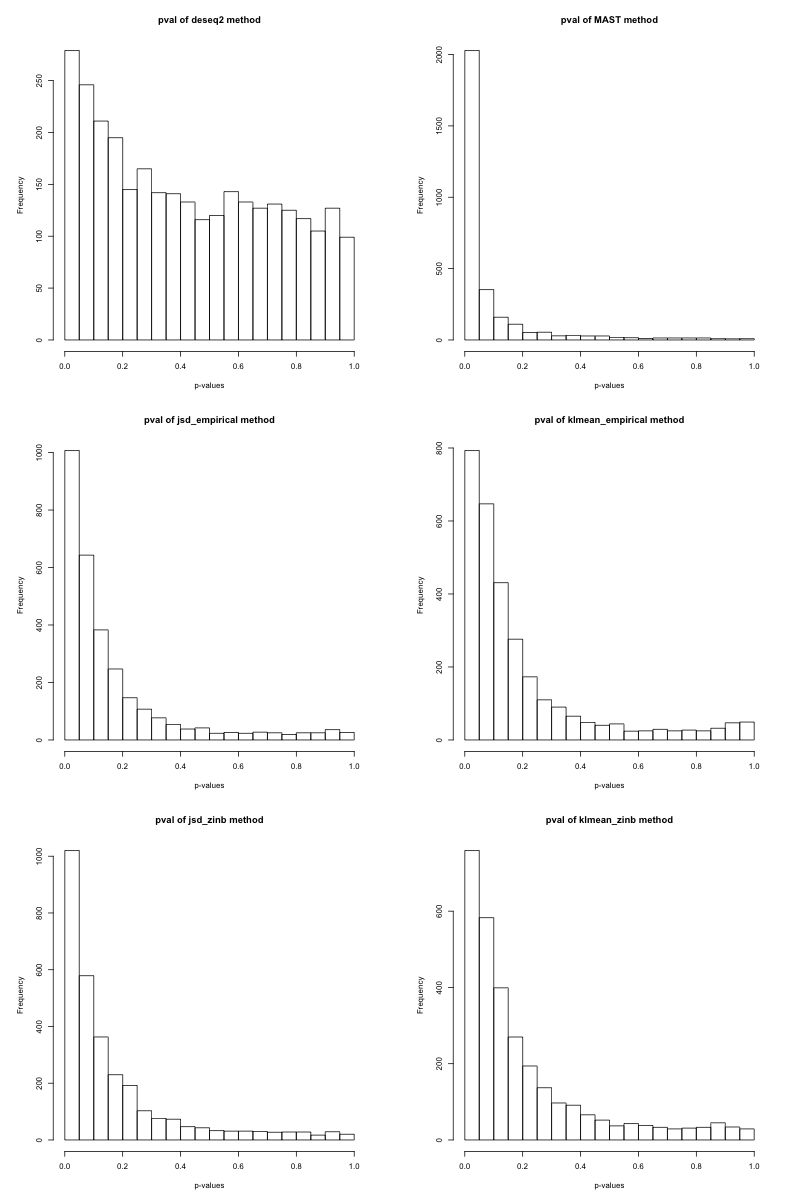 pval of deseq2 method
Frequency
0 50 100 150 200 250
0.0 0.2 0.4 0.6 0.8 1.0
p-values
pval of MAST method
Frequency
0 500 1000 1500 2000
0.0 0.2 0.4 0.6 0.8 1.0
p-values
pval of jsd_empirical method
Frequency
0 200 400 600 800 1000
0.0 0.2 0.4 0.6 0.8 1.0
p-values
pval of klmean_empirical method
Frequency
0 200 400 600 800
0.0 0.2 0.4 0.6 0.8 1.0
p-values
pval of jsd_zinb method
Frequency
0 200 400 600 800 1000
0.0 0.2 0.4 0.6 0.8 1.0
p-values
pval of klmean_zinb method
Frequency
0 200 400 600
0.0 0.2 0.4 0.6 0.8 1.0
p-values